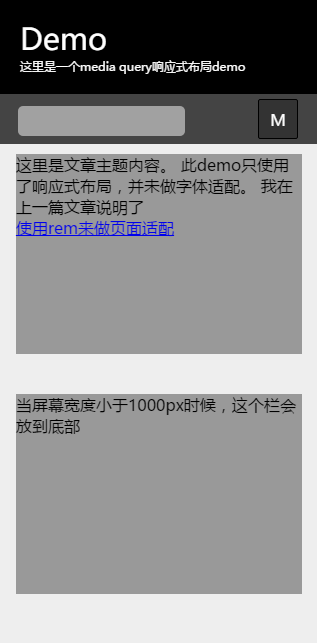 Demo
这里是一个media query响应式布局demo
M
这里是文章主题内容。 此demo只使用
了响应式布局，并未做字体适配。 我在
上一篇文章说明了
使用rem来做页面适配
当屏幕宽度小于1000px时候，这个栏会
放到底部